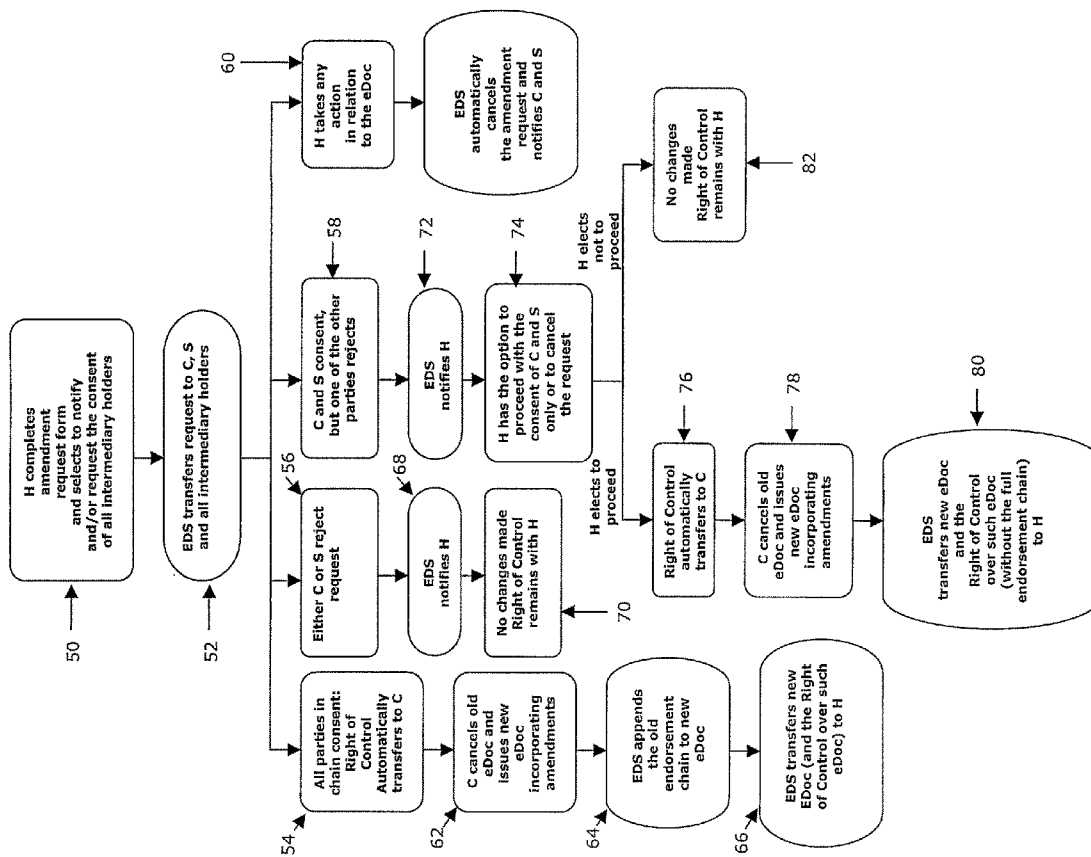 H completes
amendment
request form
and selects to notify
and/or request the consent
of all intermediary holders
50
EDS transfers request to C, S
and all intermediary holders
52
All parties in
chain consent:
Right of
Control
Automatically
transfers to C
54
C cancels old
eDoc and
issues new
eDoc
incorporating
amendments
62
EDS appends
the old
endorsement
chain to new
eDoc
64
EDS transfers new
EDoc (and the Right
of Control over such
eDoc) to H
66
Either C or S reject
request
56
EDS
notifies H
68
No changes made
Right of Control
remains with H
70
C and S consent,
but one of the other
parties rejects
58
EDS
notifies H
72
H has the option to
proceed with the
consent of C and S
only or to cancel
the request
74
H elects to
proceed
H elects
not to
proceed
Right of Control
automatically
transfers to C
76
C cancels old
eDoc and issues
new eDoc
incorporating
amendments
78
EDS
transfers new eDoc
and the
Right of Control
over such eDoc
(without the full
endorsement chain)
to H
80
No changes
made
Right of Control
remains with H
82
H takes any
action
in relation
to the eDoc
60
EDS
automatically
cancels
the amendment
request and
notifies C and S